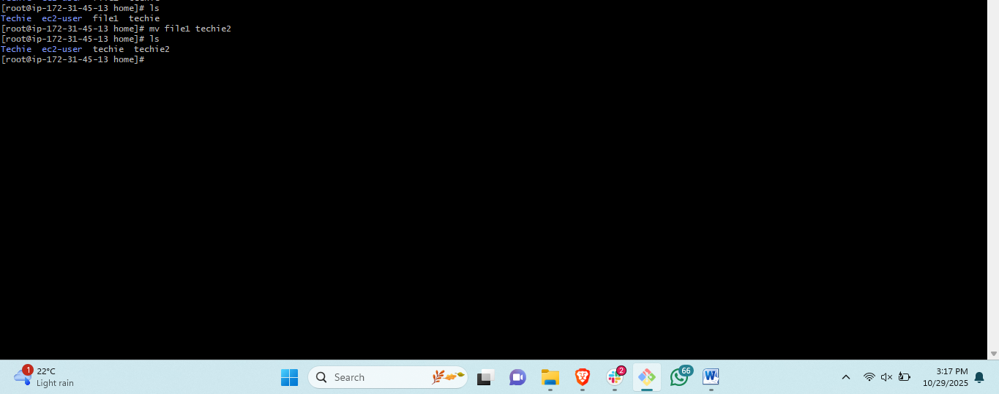 [root@ip-172-31-45-13 home]# ls
Techie  ec2-user  file1  techie
[root@ip-172-31-45-13 home]# mv file1 techie2
[root@ip-172-31-45-13 home]# ls
Techie  ec2-user  techie  techie2
[root@ip-172-31-45-13 home]#
1
22°C
Light rain
Search
2
66
W
3:17 PM
10/29/2025